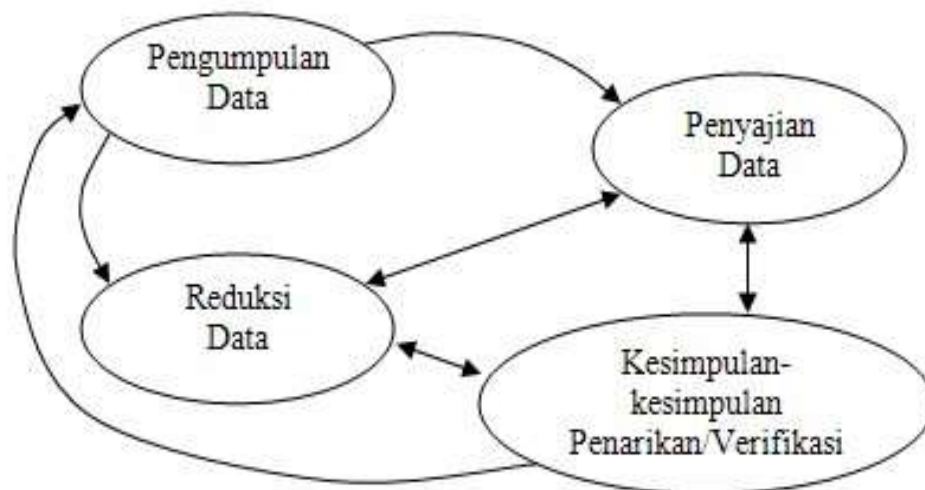 Pengumpulan
Data
Penyajian
Data
Reduksi
Data
Kesimpulan-
kesimpulan
Penarikan/Verifikasi